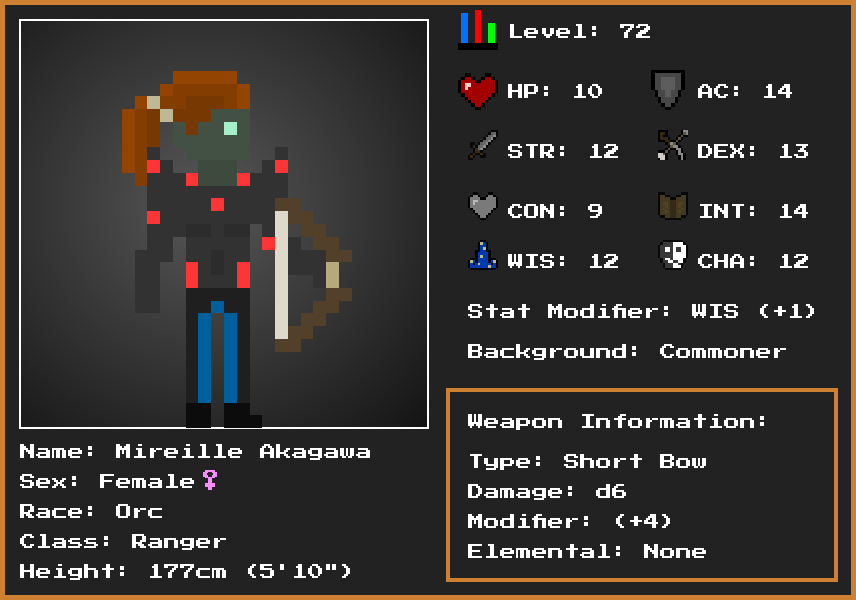 Level: 72
HP: 10
AC: 14
STR: 12
DEX: 13
CON: 9
INT: 14
WIS: 12
CHA: 12
Stat Modifier: WIS (+1)
Background: Commoner
Weapon Information:
Type: Short Bow
Damage: d6
Modifier: (+4)
Elemental: None
Name: Mireille Akagawa
Sex: Female♀
Race: Orc
Class: Ranger
Height: 177cm (5'10")